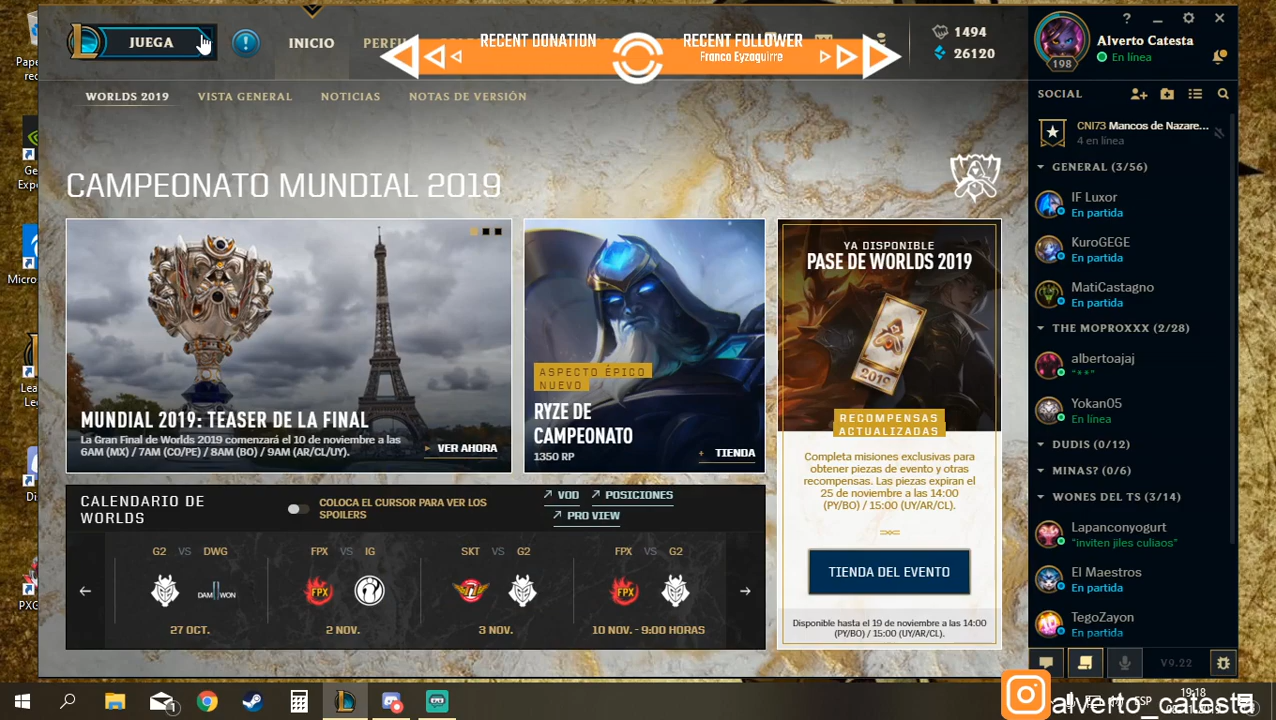 JUEGA
INICIO
PERFIL
RECENT DONATION
RECENT FOLLOWER
Franco Eyzaguirre
1494
26120
Alverto Catesta
198
En línea
WORLDS 2019
VISTA GENERAL
NOTICIAS
NOTAS DE VERSIÓN
SOCIAL
CNI73 Mancos de Nazare...
4 en línea
GENERAL (3/56)
IF Luxor
En partida
KuroGEGE
En partida
MatiCastagno
En partida
THE MOPROXXX (2/28)
albertoajaj
"**"
Yokan05
En línea
DUDIS (0/12)
MINAS? (0/6)
WONES DEL TS (3/14)
Lapanconyogurt
"inviten jiles culiaos"
El Maestros
En partida
TegoZayon
En partida
V9.22
CAMPEONATO MUNDIAL 2019
MUNDIAL 2019: TEASER DE LA FINAL
La Gran Final de Worlds 2019 comenzará el 10 de noviembre a las
6AM (MX) / 7AM (CO/PE) / 8AM (BO) / 9AM (AR/CL/UY).
VER AHORA
ASPECTO ÉPICO
NUEVO
RYZE DE
CAMPEONATO
1350 RP
+ TIENDA
YA DISPONIBLE
PASE DE WORLDS 2019
2019
RECOMPENSAS
ACTUALIZADAS
Completa misiones exclusivas para
obtener piezas de evento y otras
recompensas. Las piezas expiran el
25 de noviembre a las 14:00
(PY/BO) / 15:00 (UY/AR/CL).
TIENDA DEL EVENTO
Disponible hasta el 19 de noviembre a las 14:00
(PY/BO) / 15:00 (UY/AR/CL).
CALENDARIO DE
WORLDS
COLOCA EL CURSOR PARA VER LOS
SPOILERS
VOD
POSICIONES
PRO VIEW
G2 VS DWG
DAMWON
27 OCT.
FPX VS IG
FPX
2 NOV.
SKT VS G2
3 NOV.
FPX VS G2
FPX
10 NOV. - 9:00 HORAS
ESP
19:18
alverto_catesta